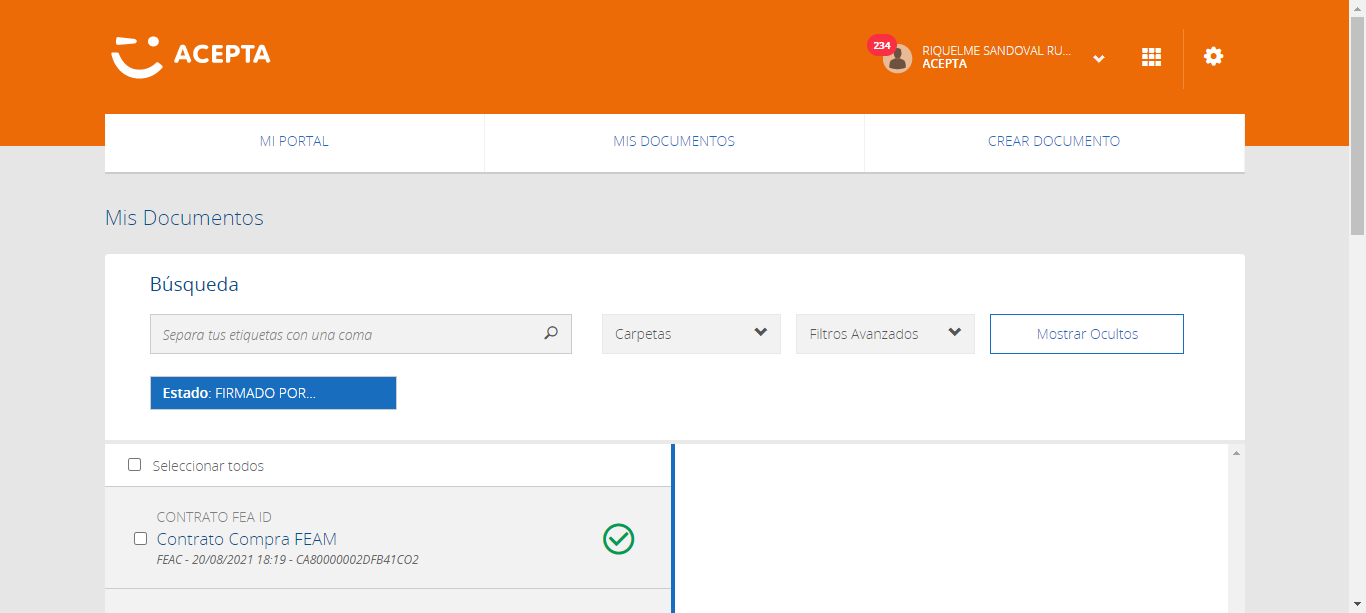 ACEPTA
234
RIQUELME SANDOVAL RU...
ACEPTA
MI PORTAL
MIS DOCUMENTOS
CREAR DOCUMENTO
Mis Documentos
Búsqueda
Separa tus etiquetas con una coma
Carpetas
Filtros Avanzados
Mostrar Ocultos
Estado: FIRMADO POR...
Seleccionar todos
CONTRATO FEA ID
Contrato Compra FEAM
FEAC - 20/08/2021 18:19 - CA80000002DFB41CO2